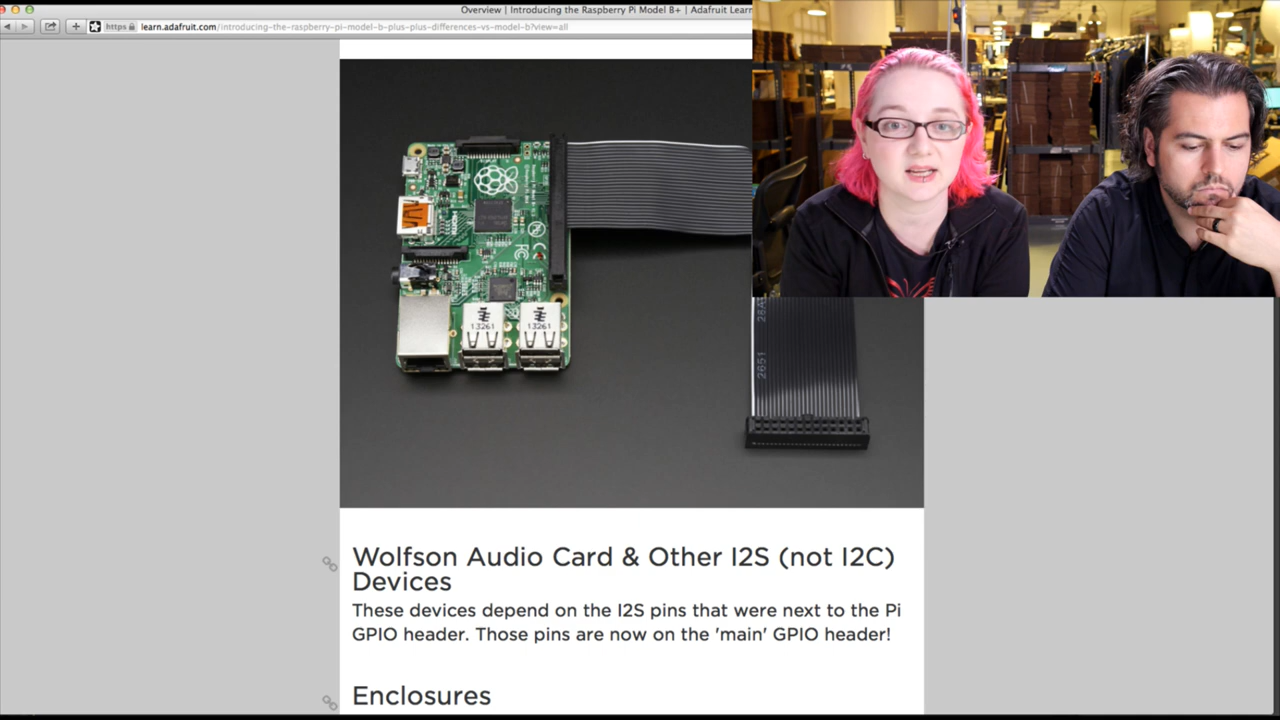 Overview | Introducing the Raspberry Pi Model B+ | Adafruit Learn
https learn.adafruit.com/introducing-the-raspberry-pi-model-b-plus-plus-differences-vs-model-b?view=all
13261
13261
2651
Wolfson Audio Card & Other I2S (not I2C)
Devices
These devices depend on the I2S pins that were next to the Pi
GPIO header. Those pins are now on the 'main' GPIO header!
Enclosures